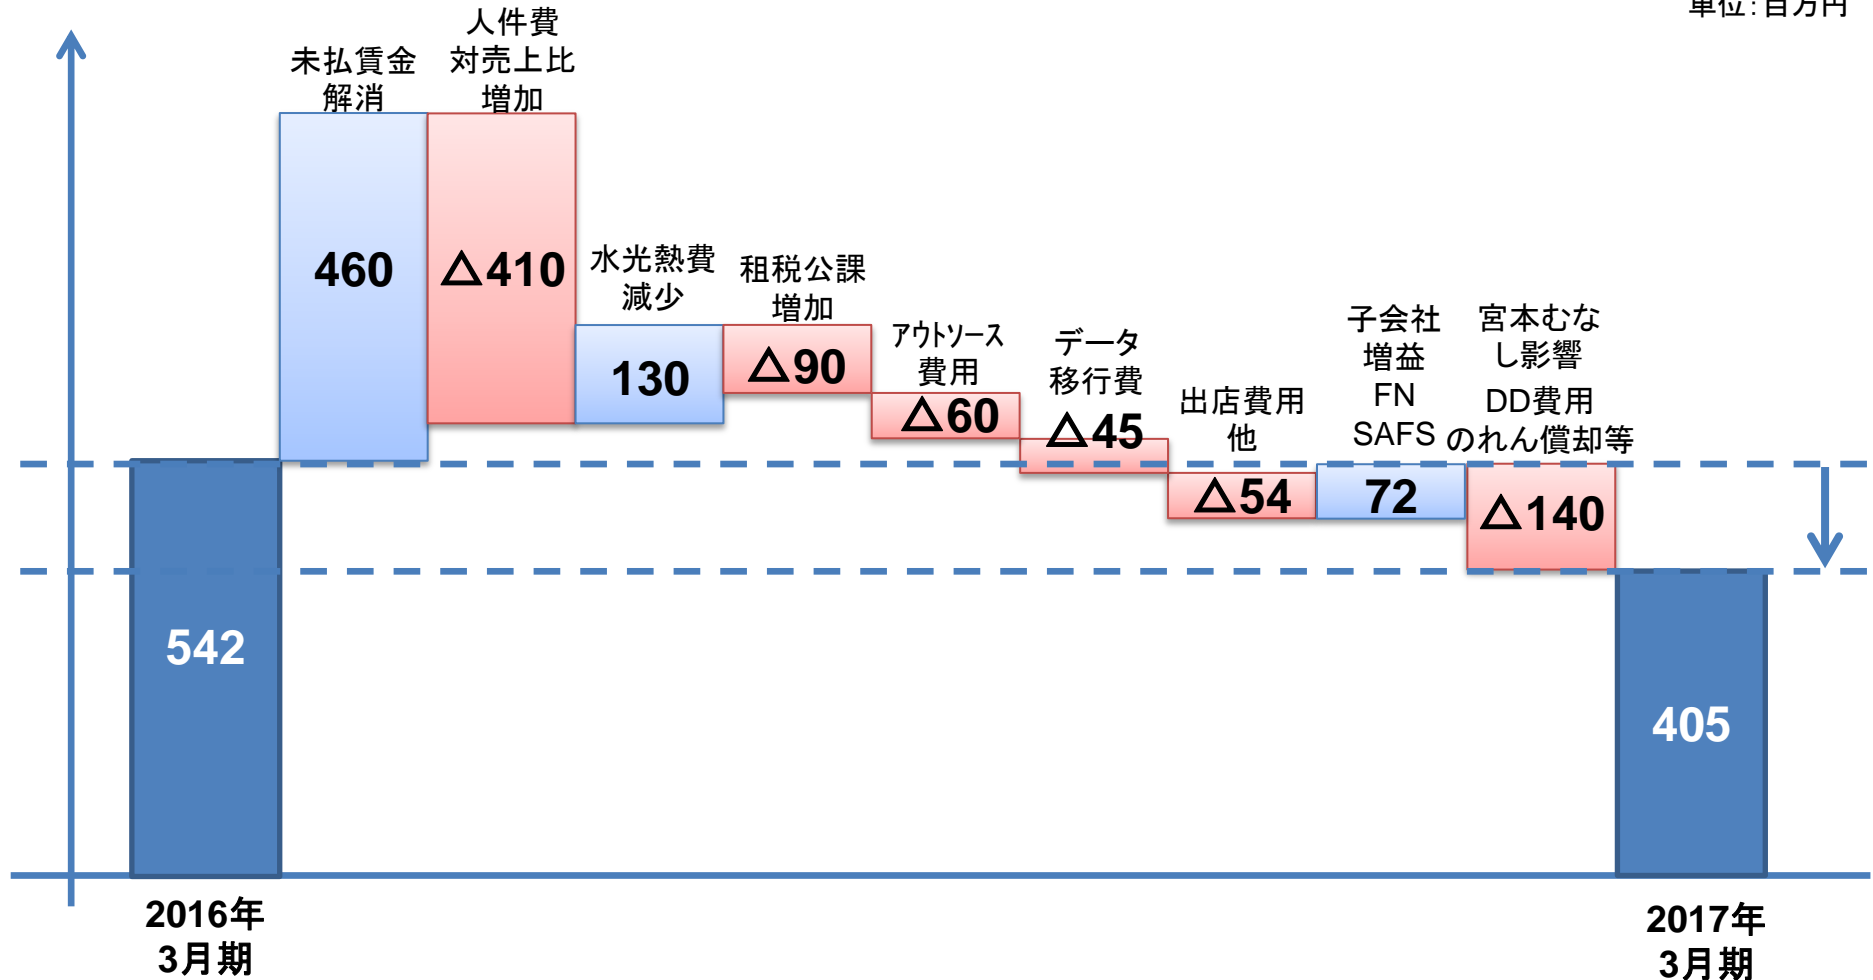 単位：百万円
未払賃金
解消
人件費
対売上比
増加
水光熱費
減少
租税公課
増加
アウトソース
費用
データ
移行費
出店費用
他
子会社
増益
FN
SAFS
宮本むな
し影響
DD費用
のれん償却等
460
△410
130
△90
△60
△45
△54
72
△140
542
405
2016年
3月期
2017年
3月期